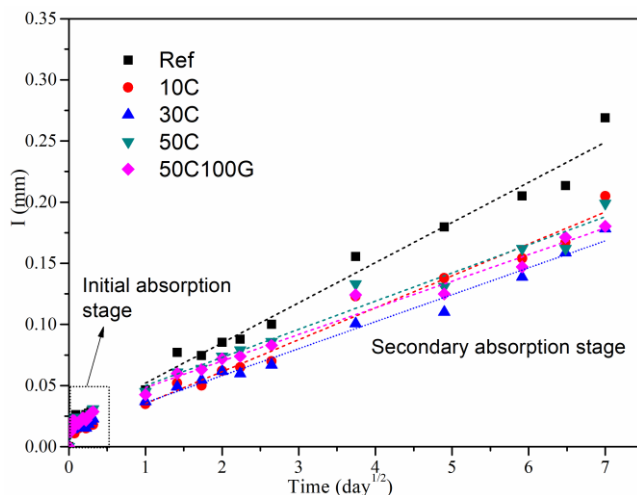 0.35
0.30
0.25
0.20
0.15
0.10
0.05
0.00
I (mm)
Ref
10C
30C
50C
50C100G
Initial absorption
stage
Secondary absorption stage
0 1 2 3 4 5 6 7
Time (day^1/2)